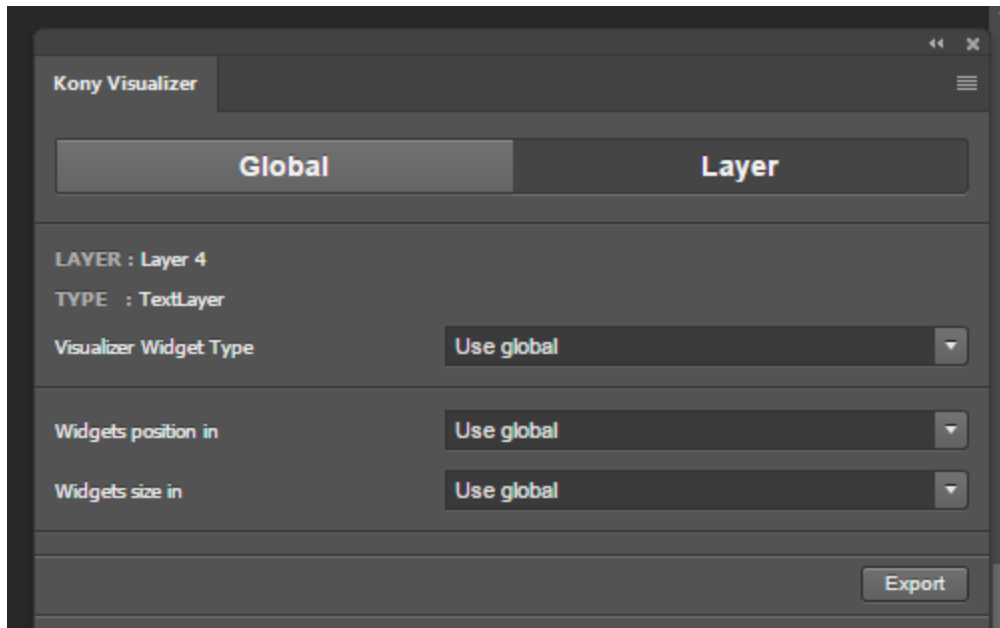 Kony Visualizer
Global Layer
LAYER : Layer 4
TYPE : TextLayer
Visualizer Widget Type Use global
Widgets position in Use global
Widgets size in Use global
Export